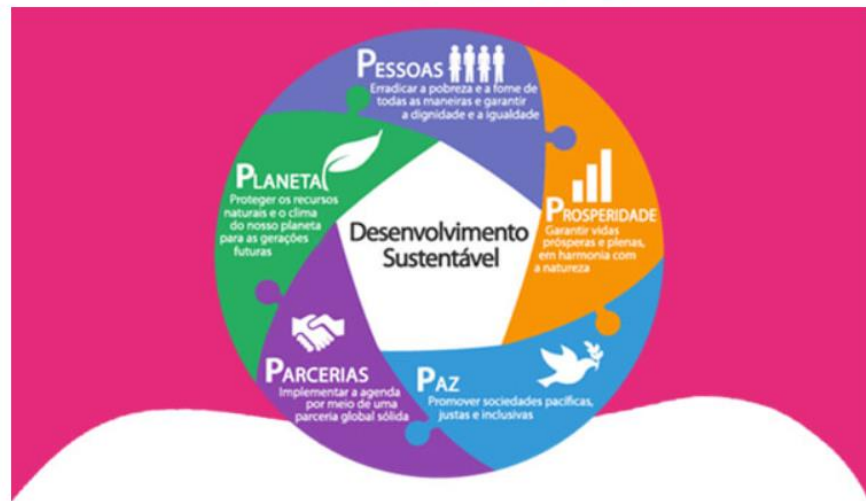 PESSOAS
Erradicar a pobreza e a fome de
todas as maneiras e garantir
a dignidade e a igualdade
PROSPERIDADE
Garantir vidas
prósperas e plenas,
em harmonia com
a natureza
PAZ
Promover sociedades pacíficas,
justas e inclusivas
PARCERIAS
Implementar a agenda
por meio de uma
parceria global sólida
PLANETA
Proteger os recursos
naturais e o clima
do nosso planeta
para as gerações
futuras
Desenvolvimento
Sustentável